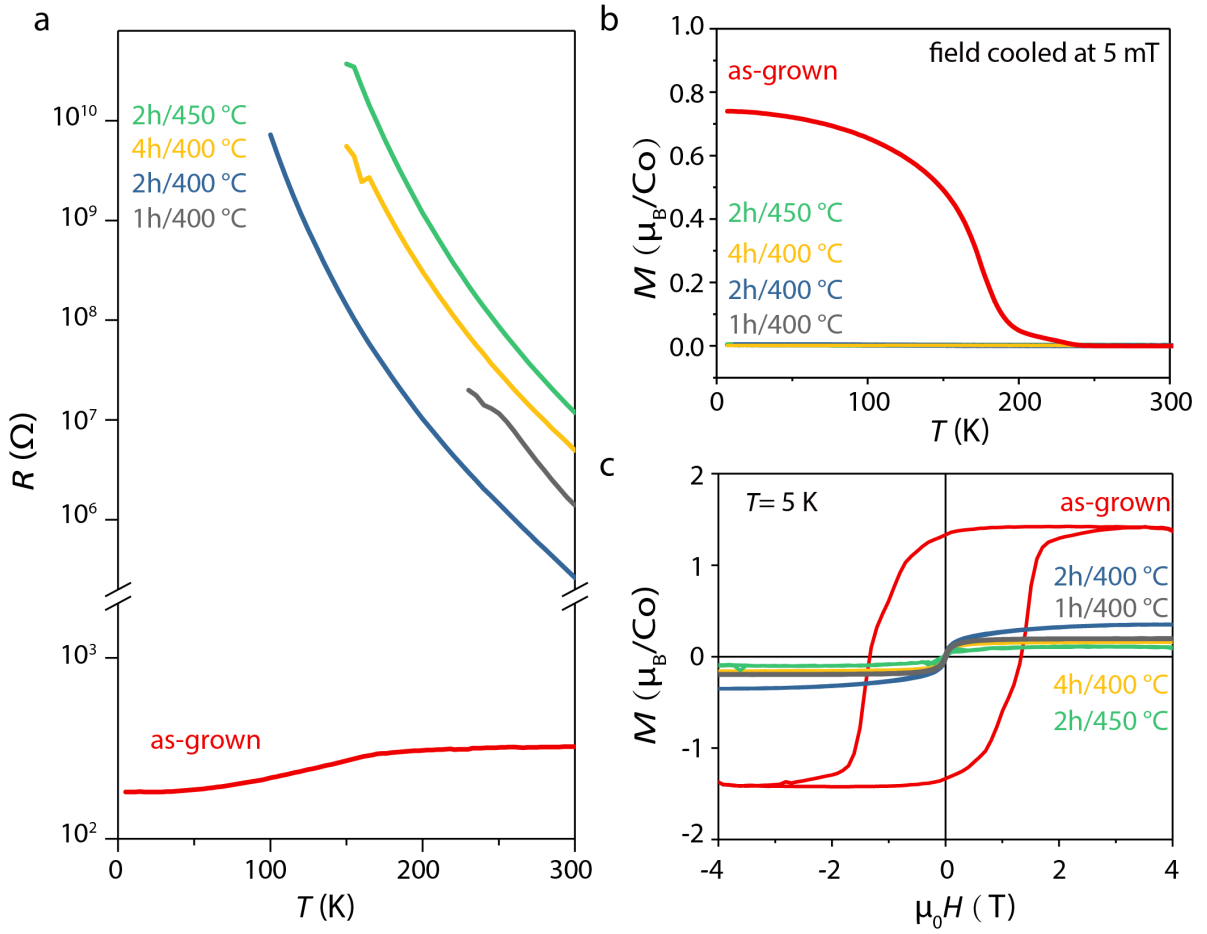 a
R (Ω)
10¹⁰
10⁹
10⁸
10⁷
10⁶
10³
10²
2h/450 °C
4h/400 °C
2h/400 °C
1h/400 °C
as-grown
0
100
200
300
T (K)
b
M (μB/Co)
1.0
0.8
0.6
0.4
0.2
0.0
field cooled at 5 mT
as-grown
2h/450 °C
4h/400 °C
2h/400 °C
1h/400 °C
0
100
200
300
T (K)
c
M (μB/Co)
2
1
0
-1
-2
T= 5 K
as-grown
2h/400 °C
1h/400 °C
4h/400 °C
2h/450 °C
-4
-2
0
2
4
μ₀H (T)